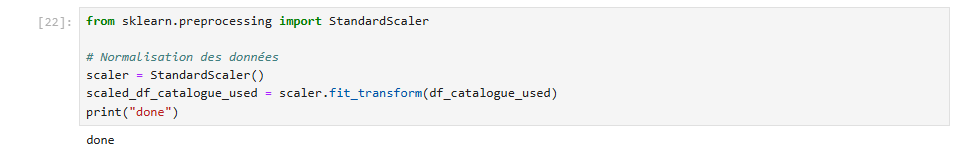 [22]: from sklearn.preprocessing import StandardScaler
# Normalisation des données
scaler = StandardScaler()
scaled_df_catalogue_used = scaler.fit_transform(df_catalogue_used)
print("done")
done